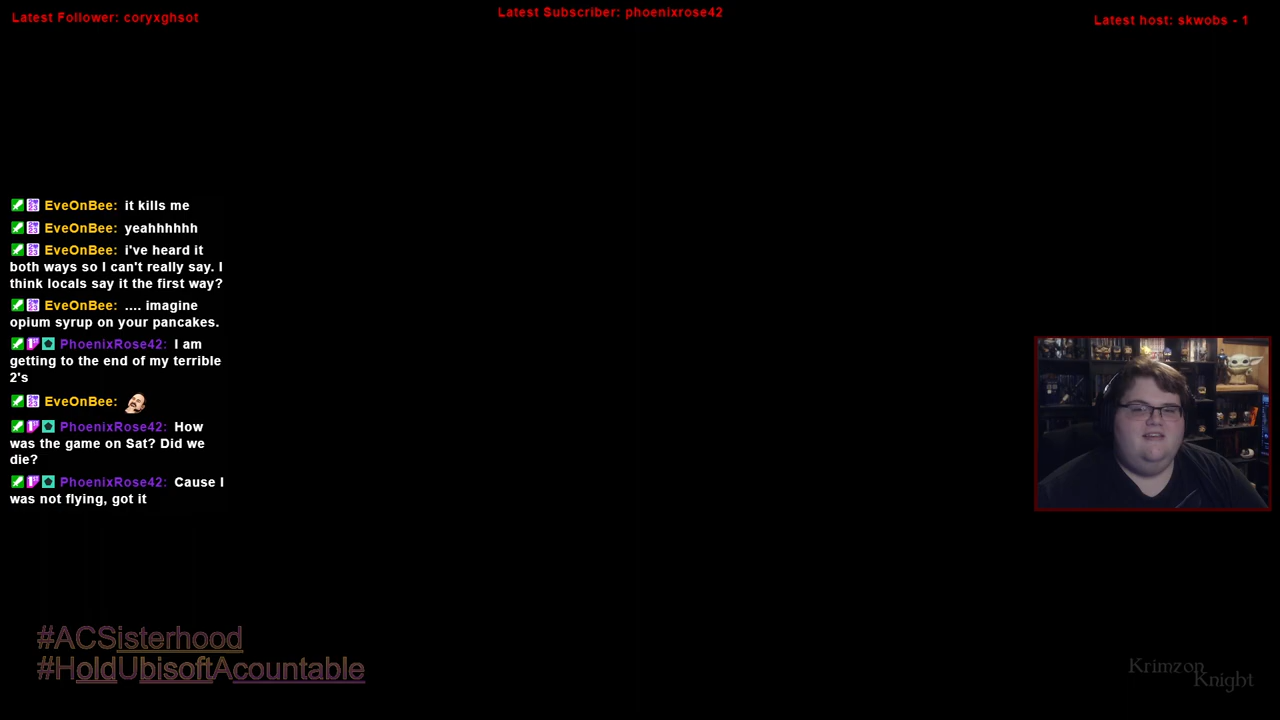 Latest Follower: coryxghsot
Latest Subscriber: phoenixrose42
Latest host: skwobs - 1
EveOnBee: it kills me
EveOnBee: yeahhhhhh
EveOnBee: i've heard it
both ways so I can't really say. I
think locals say it the first way?
EveOnBee: .... imagine
opium syrup on your pancakes.
PhoenixRose42: I am
getting to the end of my terrible
2's
EveOnBee:
PhoenixRose42: How
was the game on Sat? Did we
die?
PhoenixRose42: Cause I
was not flying, got it
#ACSisterhood
#HoldUbisoftAcountable
Krimzon
Knight